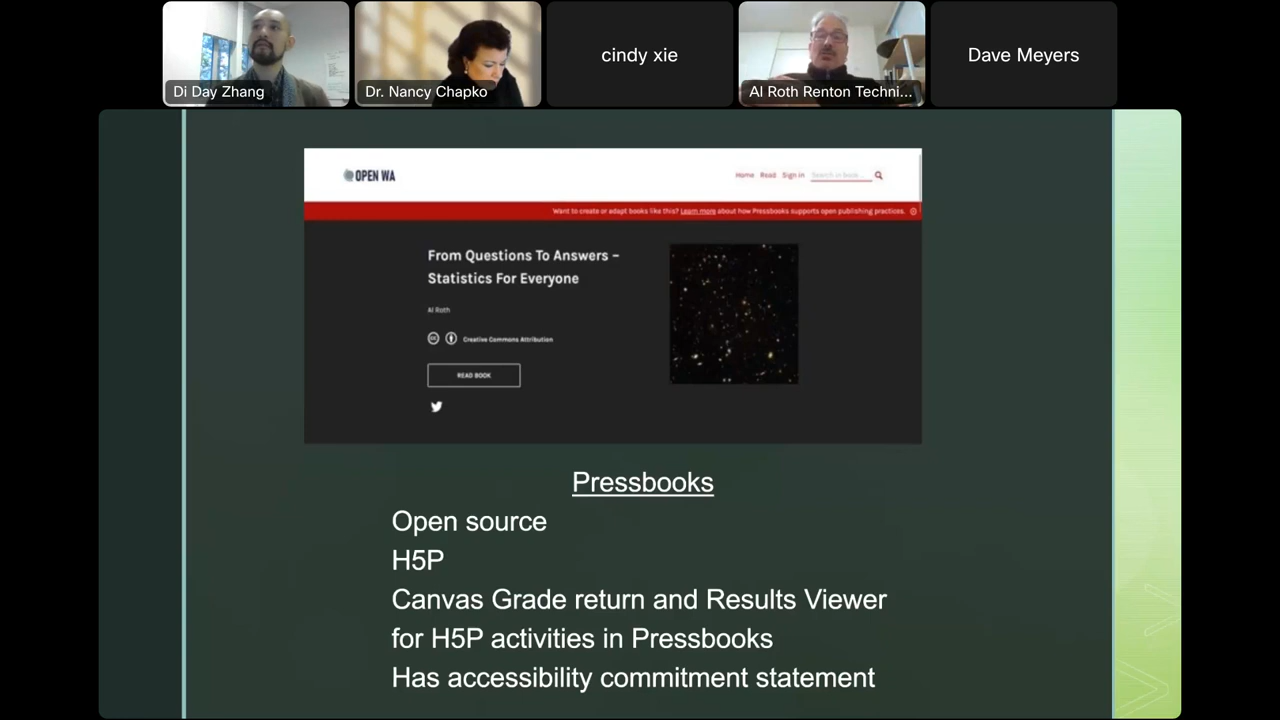 Di Day Zhang
Dr. Nancy Chapko
cindy xie
Al Roth Renton Techni...
Dave Meyers
OPEN WA
Home Read Sign in Search in book ...
Want to create or adapt books like this? Learn more about how Pressbooks supports open publishing practices.
From Questions To Answers –
Statistics For Everyone
Al Roth
Creative Commons Attribution
READ BOOK
Pressbooks
Open source
H5P
Canvas Grade return and Results Viewer
for H5P activities in Pressbooks
Has accessibility commitment statement